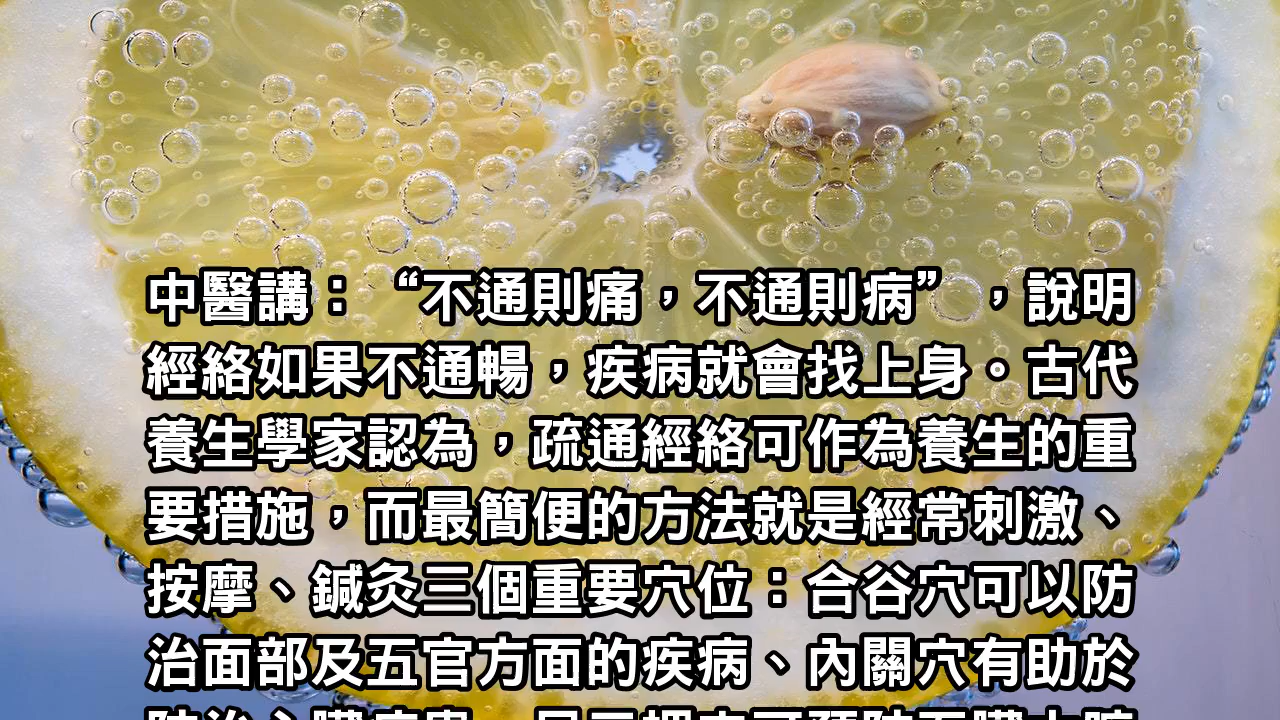 中醫講：“不通則痛，不通則病”，說明
經絡如果不通暢，疾病就會找上身。古代
養生學家認為，疏通經絡可作為養生的重
要措施，而最簡便的方法就是經常刺激、
按摩、鍼灸三個重要穴位：合谷穴可以防
治面部及五官方面的疾病、內關穴有助於